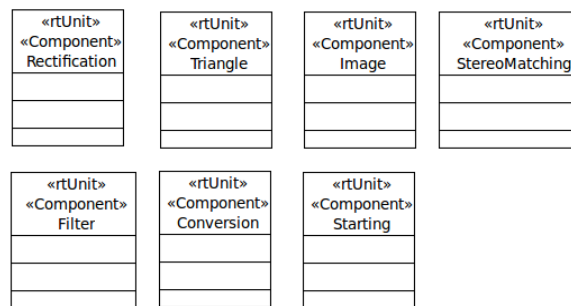 «rtUnit»
«Component»
Rectification
«rtUnit»
«Component»
Triangle
«rtUnit»
«Component»
Image
«rtUnit»
«Component»
StereoMatching
«rtUnit»
«Component»
Filter
«rtUnit»
«Component»
Conversion
«rtUnit»
«Component»
Starting